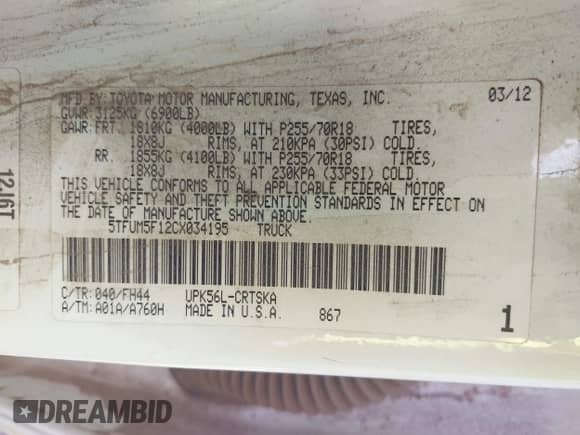 MFD BY: TOYOTA MOTOR MANUFACTURING, TEXAS, INC. 03/12
GVWR 3125KG (6900LB)
GAWR: FRT. 1810KG (4000LB) WITH P255/70R18 TIRES,
18X8J RIMS, AT 210KPA (30PSI) COLD.
RR. 1855KG (4100LB) WITH P255/70R18 TIRES,
18X8J RIMS, AT 230KPA (33PSI) COLD.
THIS VEHICLE CONFORMS TO ALL APPLICABLE FEDERAL MOTOR
VEHICLE SAFETY AND THEFT PREVENTION STANDARDS IN EFFECT ON
THE DATE OF MANUFACTURE SHOWN ABOVE.
5TFUM5F12CX034195 TRUCK
C/TR: 040/FH44 UPK56L-CRTSKA
A/TM: A01A/A760H MADE IN U.S.A. 867 1
1216T
DREAMBID